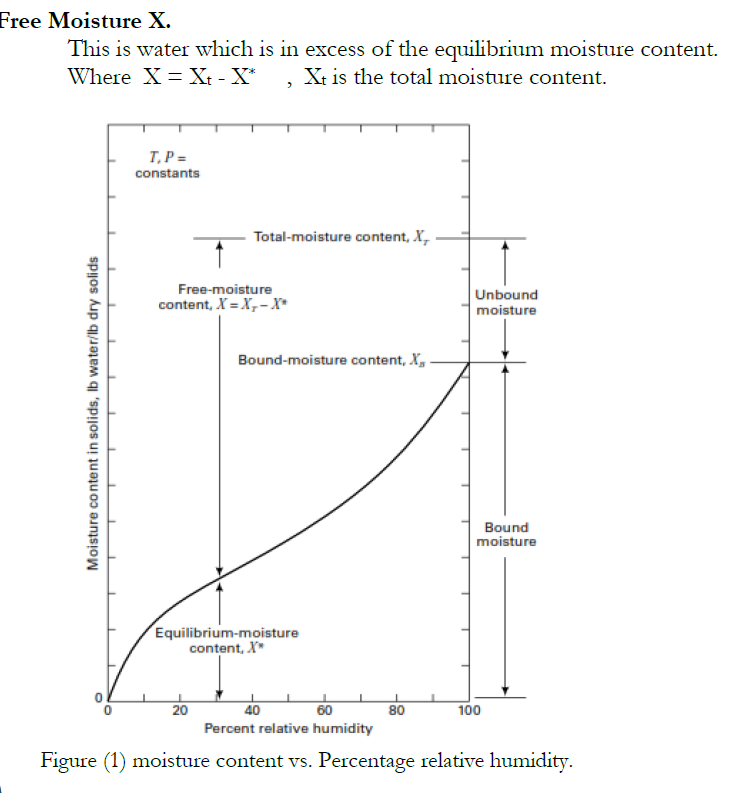 Free Moisture X.
This is water which is in excess of the equilibrium moisture content.
Where X = Xt - X* , Xt is the total moisture content.
T, P =
constants
Total-moisture content, X_T
Free-moisture
content, X = X_T – X*
Unbound
moisture
Bound-moisture content, X_B
Moisture content in solids, lb water/lb dry solids
Bound
moisture
Equilibrium-moisture
content, X*
0
0 20 40 60 80 100
Percent relative humidity
Figure (1) moisture content vs. Percentage relative humidity.